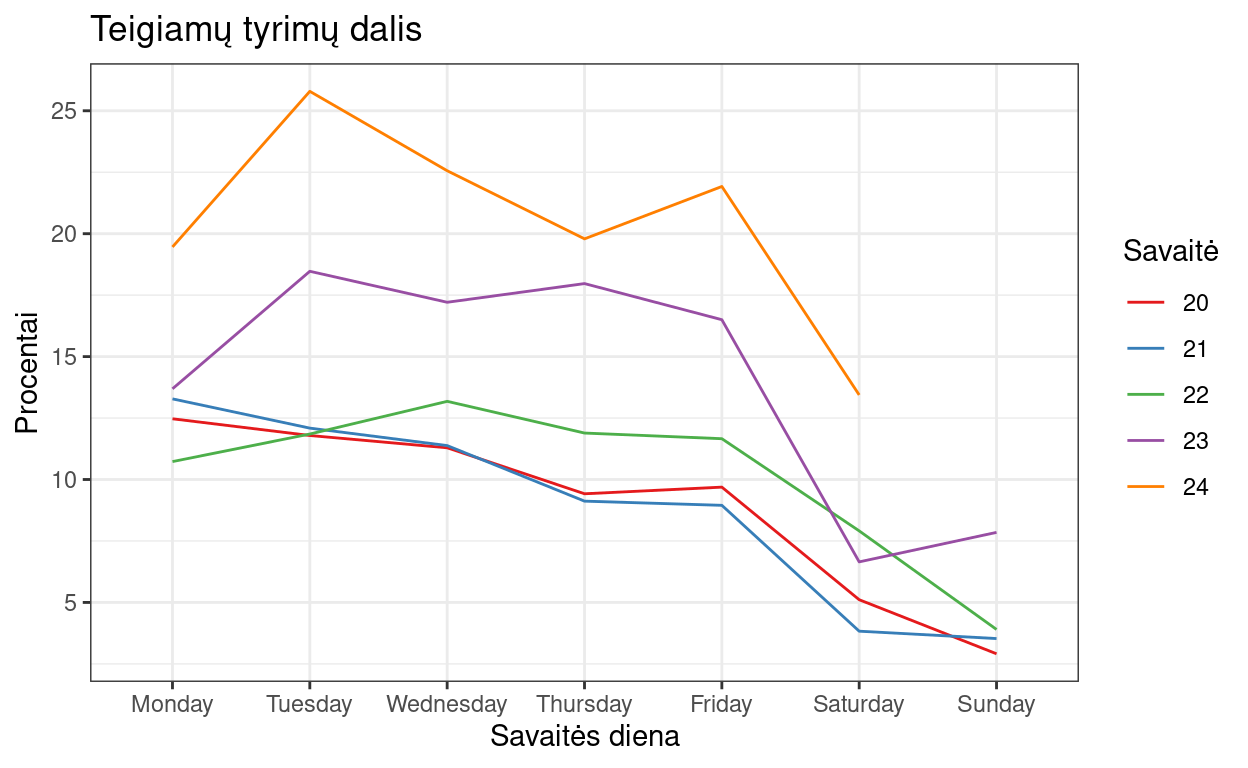 Teigiamų tyrimų dalis
Procentai
25
20
15
10
5
Monday Tuesday Wednesday Thursday Friday Saturday Sunday
Savaitės diena
Savaitė
20
21
22
23
24